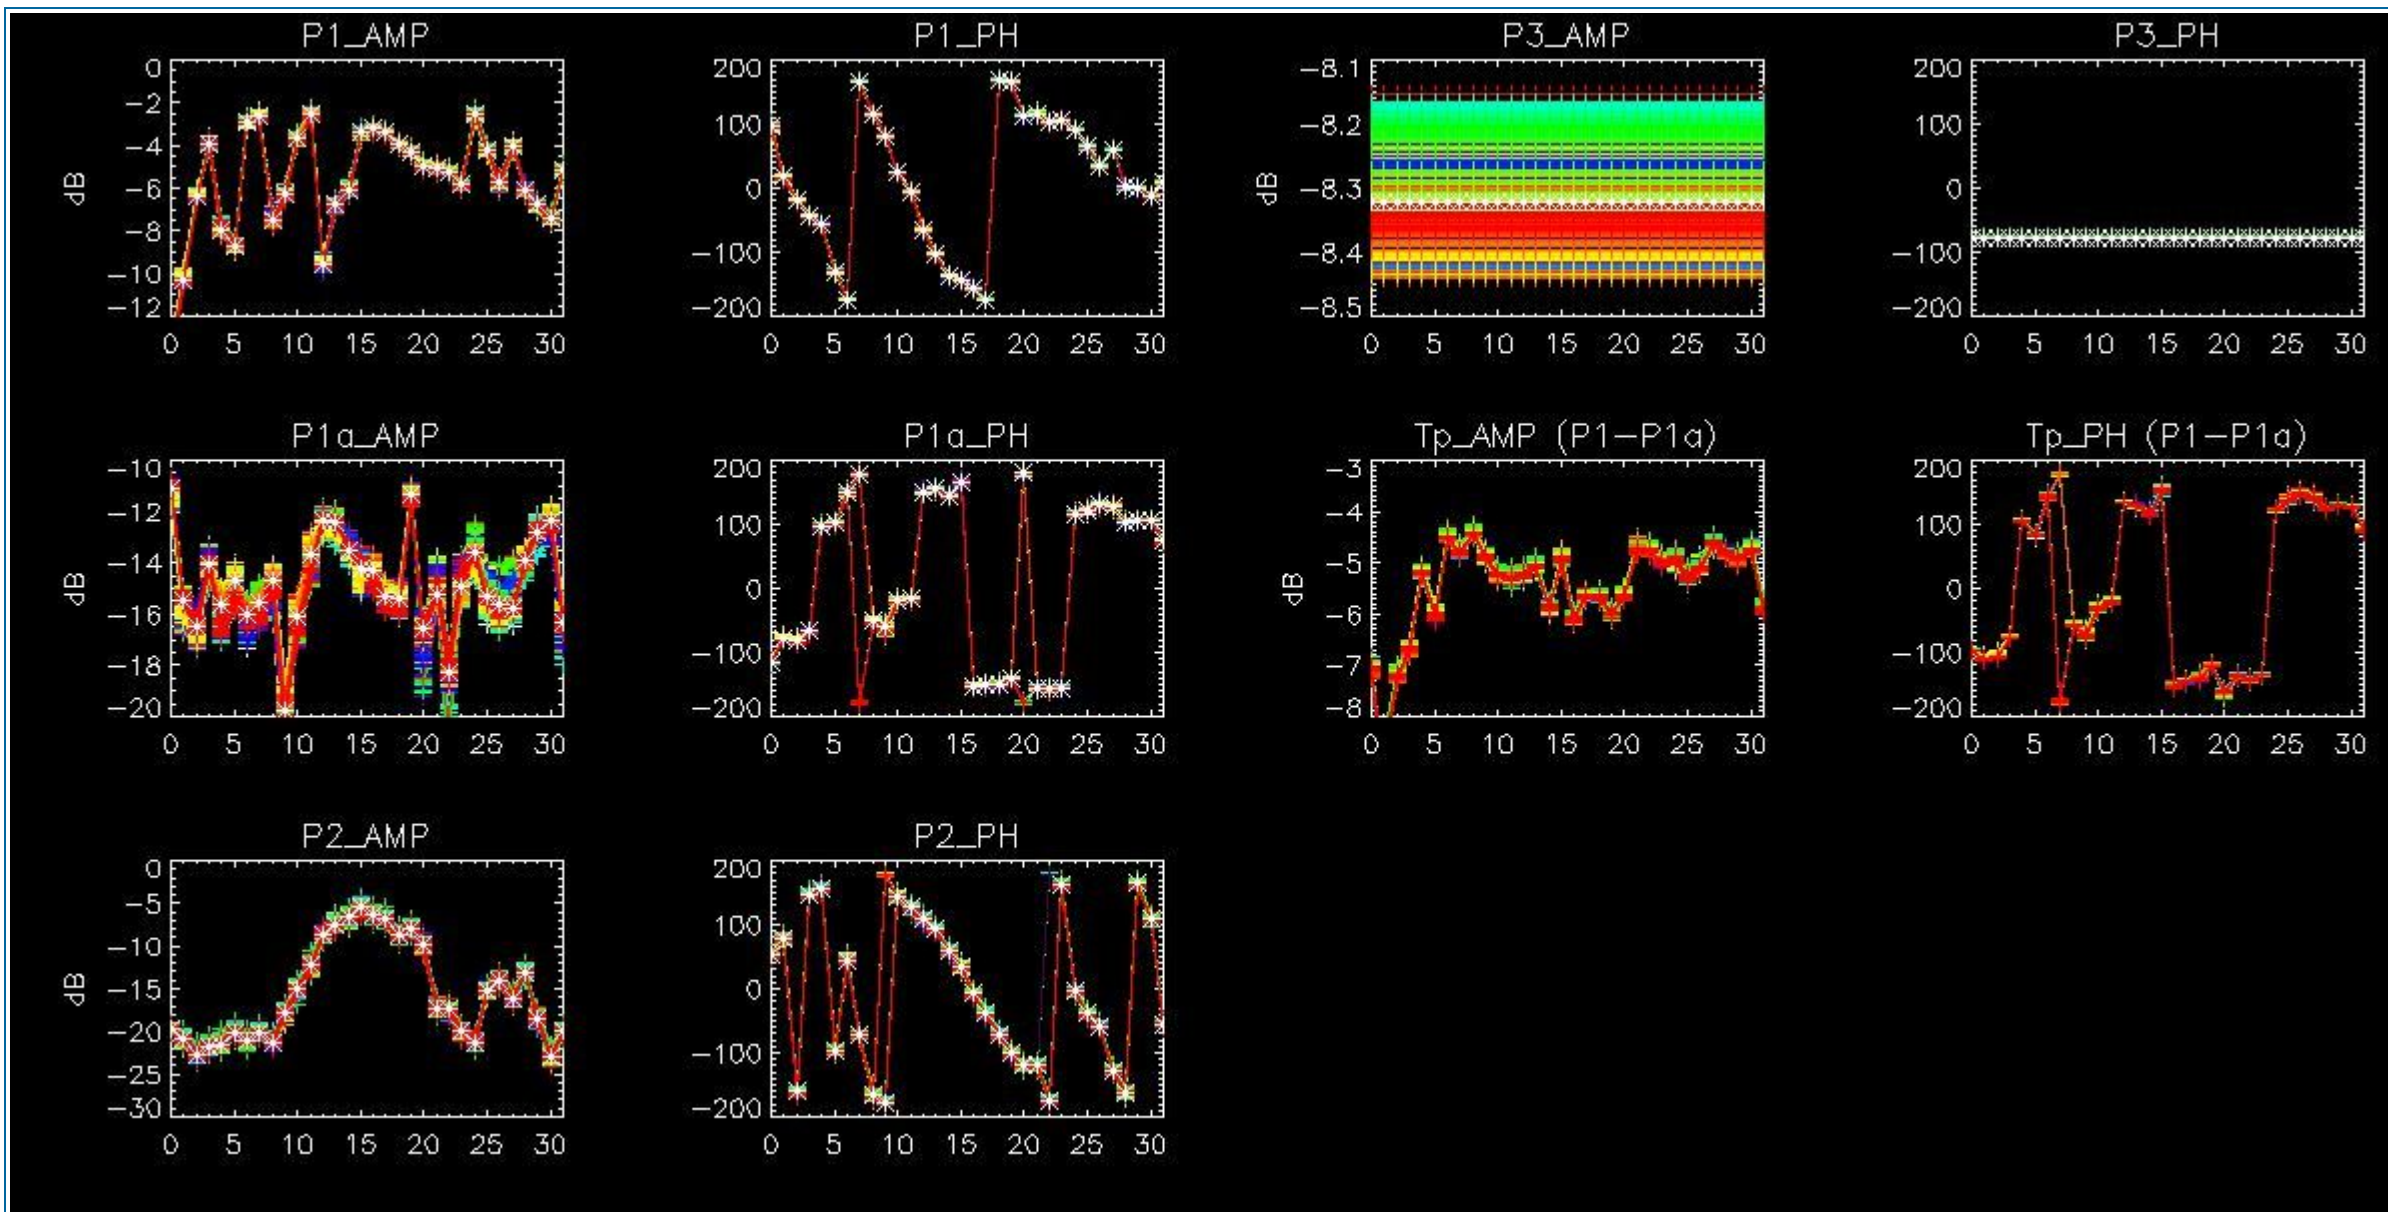 P1_AMP
dB
0
−2
−4
−6
−8
−10
−12
0 5 10 15 20 25 30
P1_PH
200
100
0
−100
−200
0 5 10 15 20 25 30
P3_AMP
dB
−8.1
−8.2
−8.3
−8.4
−8.5
0 5 10 15 20 25 30
P3_PH
200
100
0
−100
−200
0 5 10 15 20 25 30
P1a_AMP
dB
−10
−12
−14
−16
−18
−20
0 5 10 15 20 25 30
P1a_PH
200
100
0
−100
−200
0 5 10 15 20 25 30
Tp_AMP (P1−P1a)
dB
−3
−4
−5
−6
−7
−8
0 5 10 15 20 25 30
Tp_PH (P1−P1a)
200
100
0
−100
−200
0 5 10 15 20 25 30
P2_AMP
dB
0
−5
−10
−15
−20
−25
−30
0 5 10 15 20 25 30
P2_PH
200
100
0
−100
−200
0 5 10 15 20 25 30